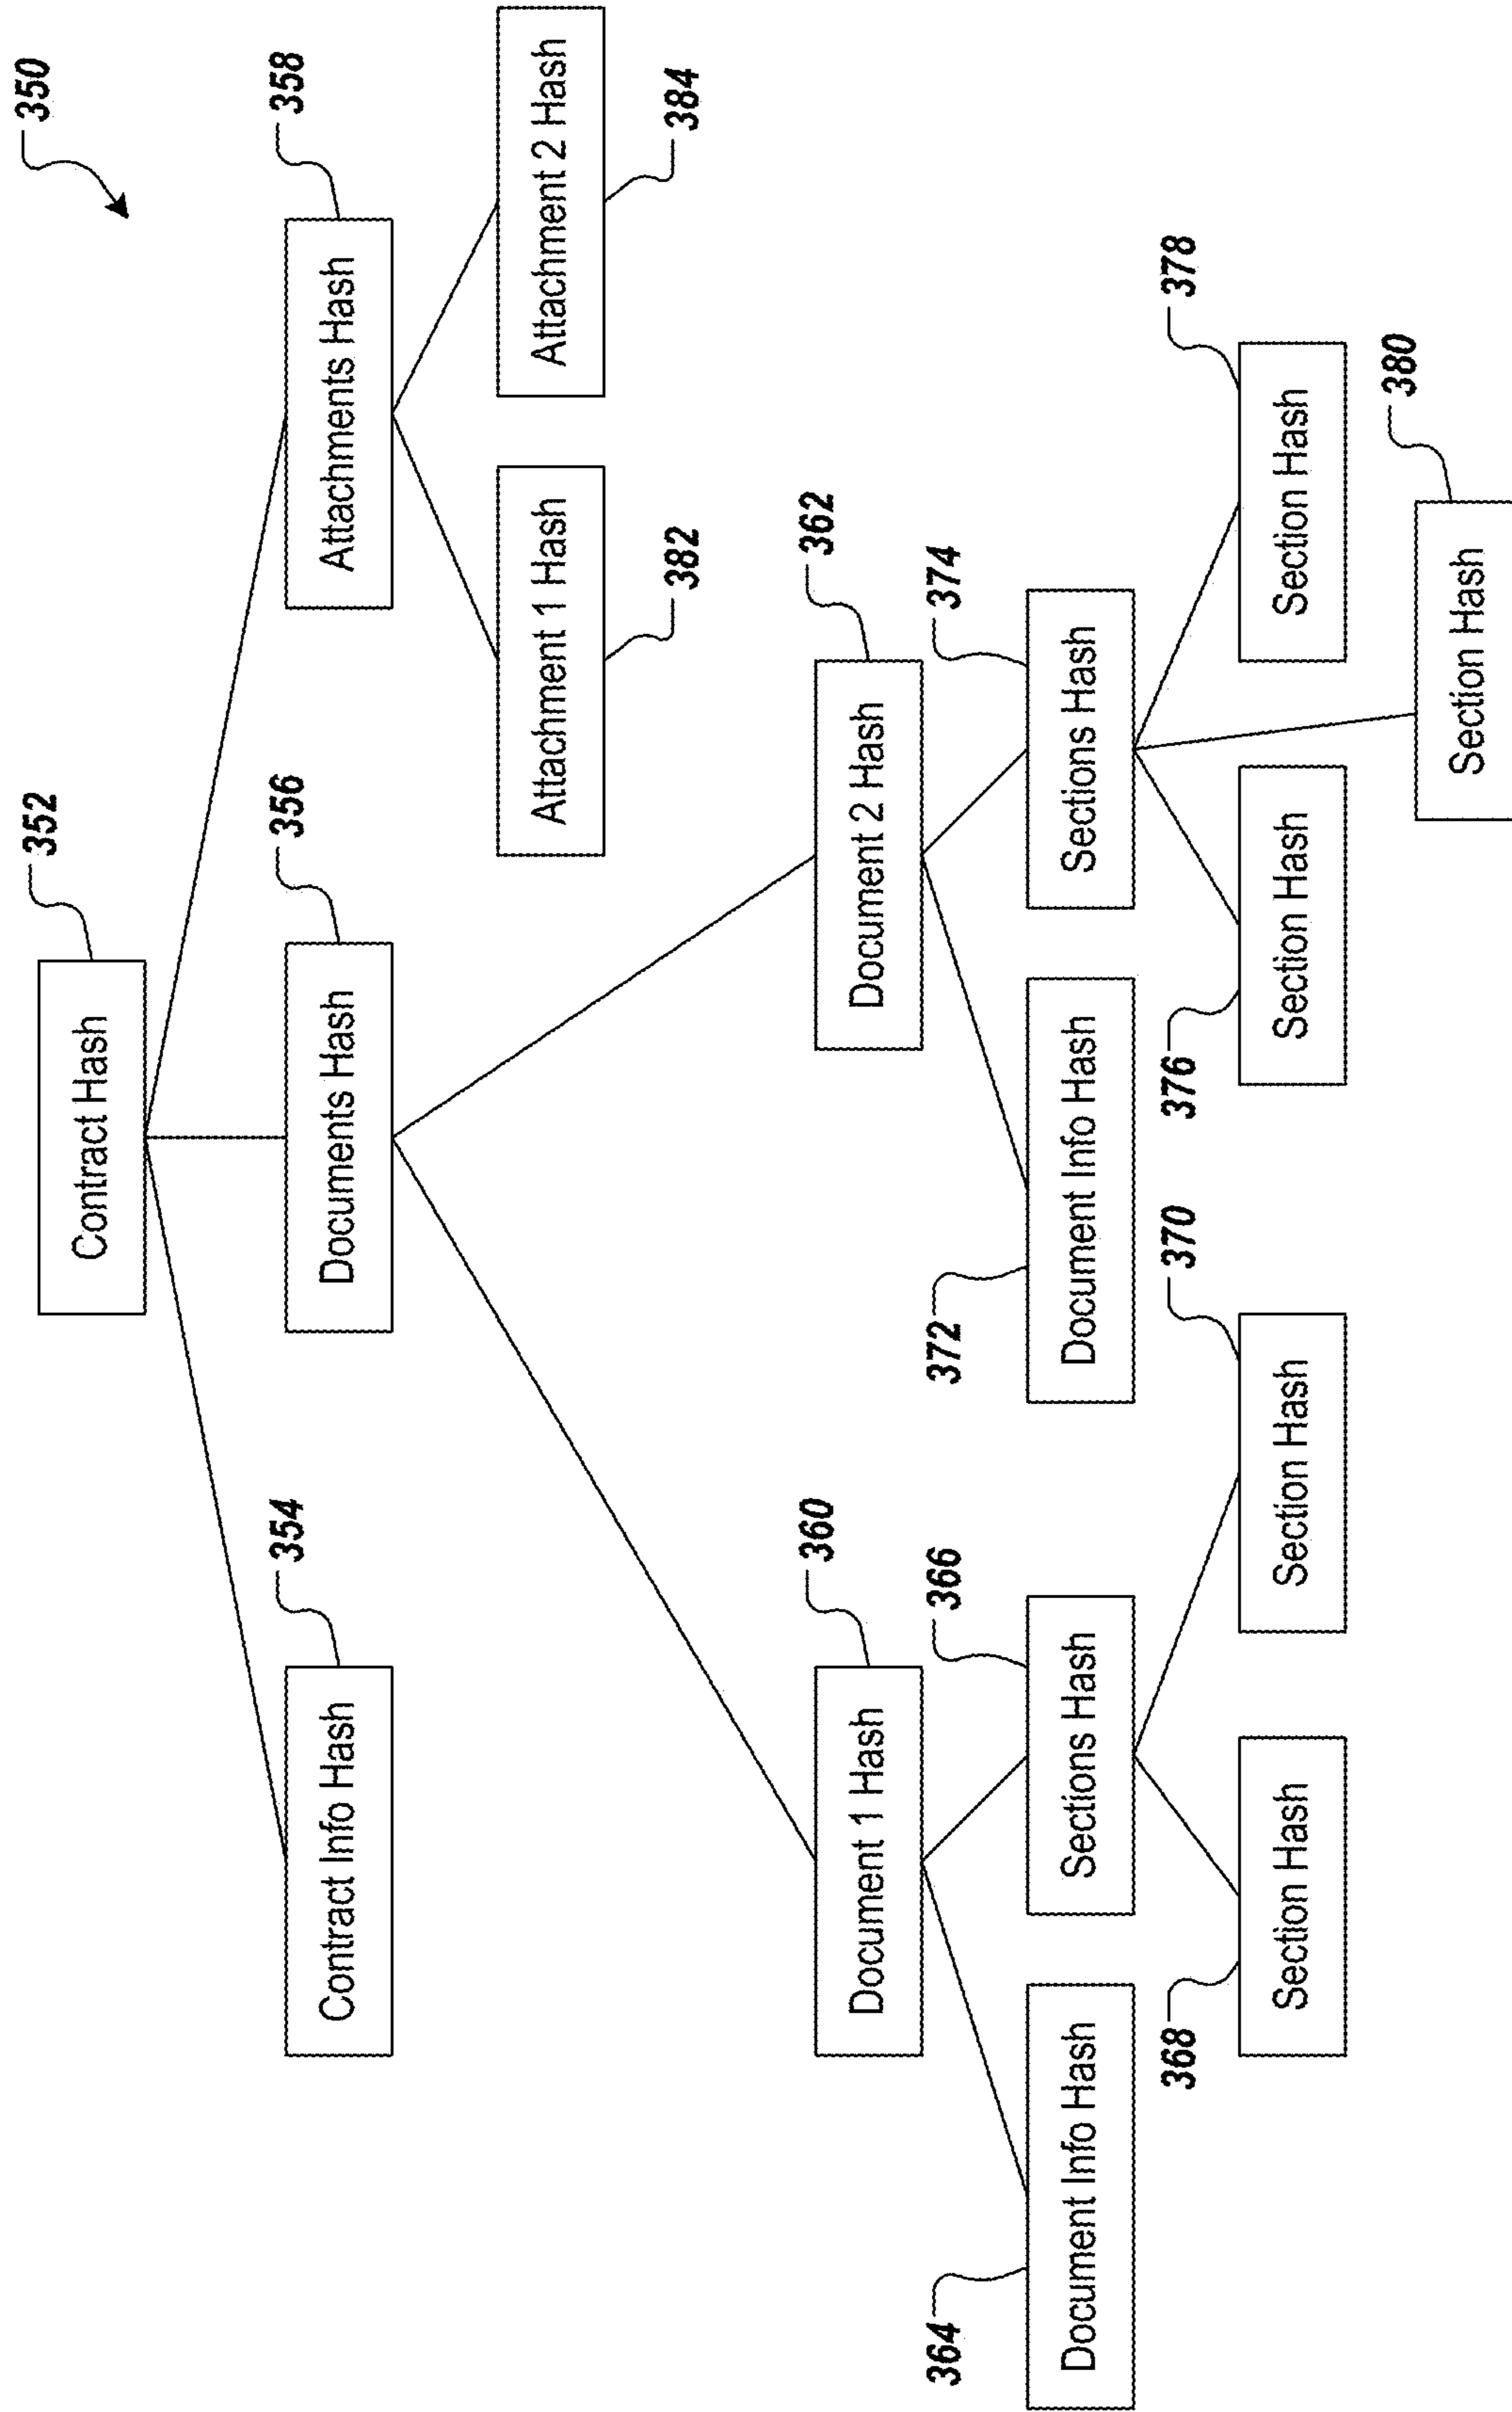 350
Contract Hash
352
Contract Info Hash
354
Documents Hash
356
Attachments Hash
358
Attachment 1 Hash
382
Attachment 2 Hash
384
Document 1 Hash
360
Document 2 Hash
362
364
Document Info Hash
Sections Hash
366
372
Document Info Hash
Sections Hash
374
368
Section Hash
Section Hash
370
376
Section Hash
Section Hash
378
Section Hash
380